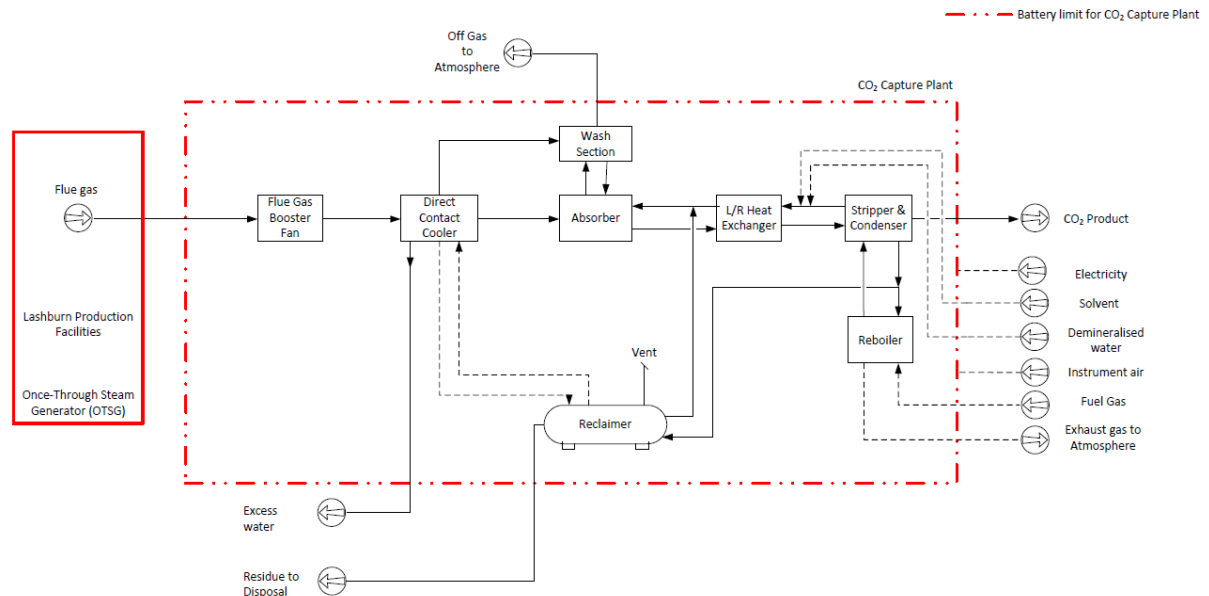 Battery limit for CO₂ Capture Plant
Off Gas
to
Atmosphere
CO₂ Capture Plant
Wash
Section
Flue gas
Flue Gas
Booster
Fan
Direct
Contact
Cooler
Absorber
L/R Heat
Exchanger
Stripper &
Condenser
CO₂ Product
Electricity
Solvent
Lashburn Production
Facilities
Demineralised
water
Reboiler
Vent
Instrument air
Once-Through Steam
Generator (OTSG)
Fuel Gas
Reclaimer
Exhaust gas to
Atmosphere
Excess
water
Residue to
Disposal